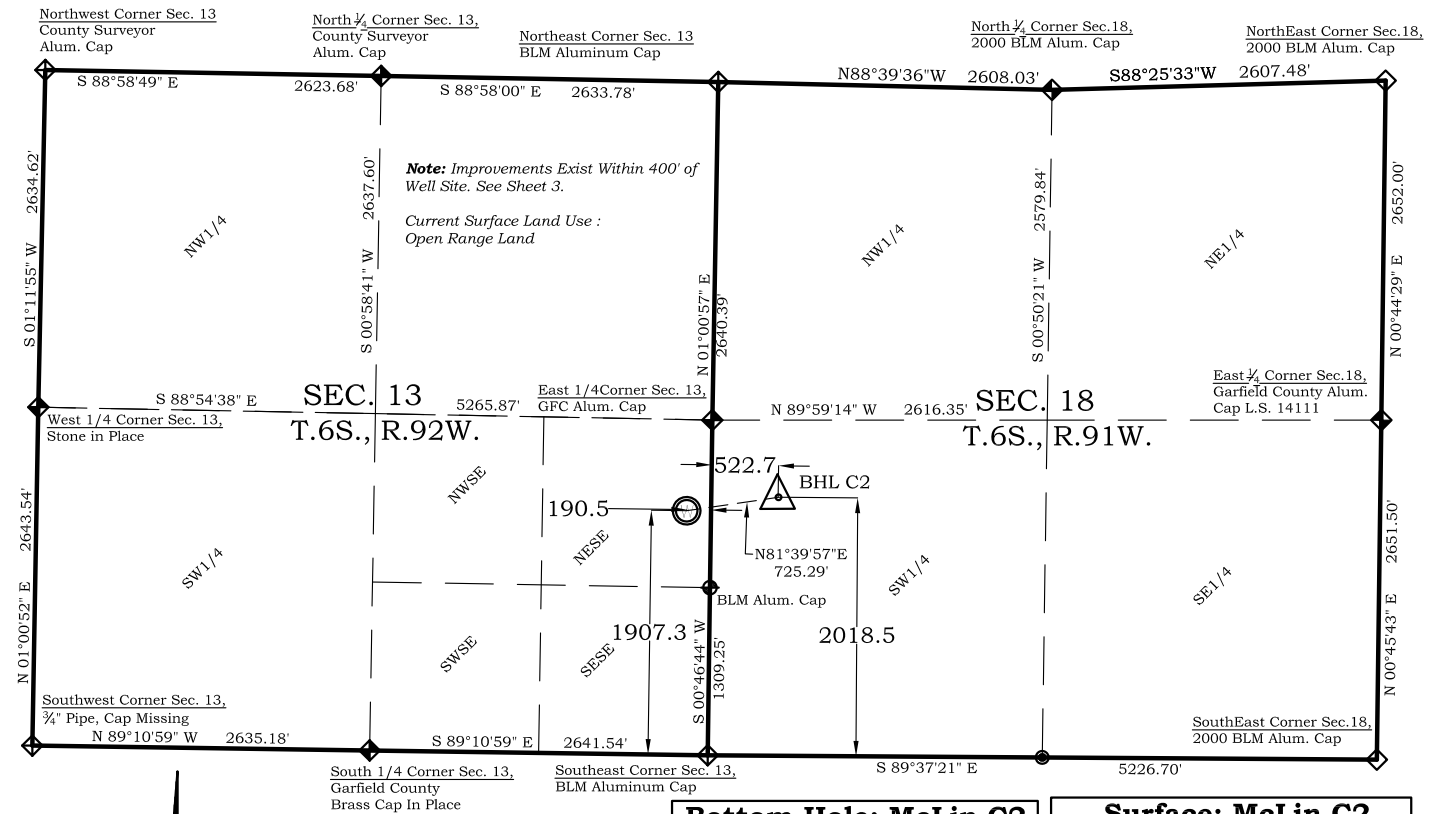 Northwest Corner Sec. 13
County Surveyor
Alum. Cap
North ¼ Corner Sec. 13,
County Surveyor
Alum. Cap
Northeast Corner Sec. 13
BLM Aluminum Cap
North ¼ Corner Sec.18,
2000 BLM Alum. Cap
NorthEast Corner Sec.18,
2000 BLM Alum. Cap
S 88°58'49" E 2623.68'
S 88°58'00" E 2633.78'
N88°39'36"W 2608.03'
S88°25'33"W 2607.48'
S 01°11'55" W 2634.62'
S 00°58'41" W 2637.60'
Note: Improvements Exist Within 400' of
Well Site. See Sheet 3.
Current Surface Land Use :
Open Range Land
NW1/4
N 01°00'57" E
2640.39'
NW1/4
S 00°50'21" W 2579.84'
NE1/4
N 00°44'29" E 2652.00'
S 88°54'38" E 5265.87'
SEC. 13
T.6S., R.92W.
East 1/4Corner Sec. 13,
GFC Alum. Cap
N 89°59'14" W 2616.35'
SEC. 18
T.6S., R.91W.
East ¼ Corner Sec.18,
Garfield County Alum.
Cap L.S. 14111
West 1/4 Corner Sec. 13,
Stone in Place
522.7
BHL C2
190.5
N81°39'57"E
725.29'
NWSE
NESE
N 01°00'52" E 2643.54'
SW1/4
SW1/4
SE1/4
N 00°45'43" E 2651.50'
BLM Alum. Cap
1907.3
2018.5
SWSE
SESE
S 00°46'44" W
1309.25'
Southwest Corner Sec. 13,
¾" Pipe, Cap Missing
N 89°10'59" W 2635.18'
S 89°10'59" E 2641.54'
SouthEast Corner Sec.18,
2000 BLM Alum. Cap
S 89°37'21" E 5226.70'
South 1/4 Corner Sec. 13,
Garfield County
Brass Cap In Place
Southeast Corner Sec. 13,
BLM Aluminum Cap
Bottom Hole: McLin C2
Surface: McLin C2